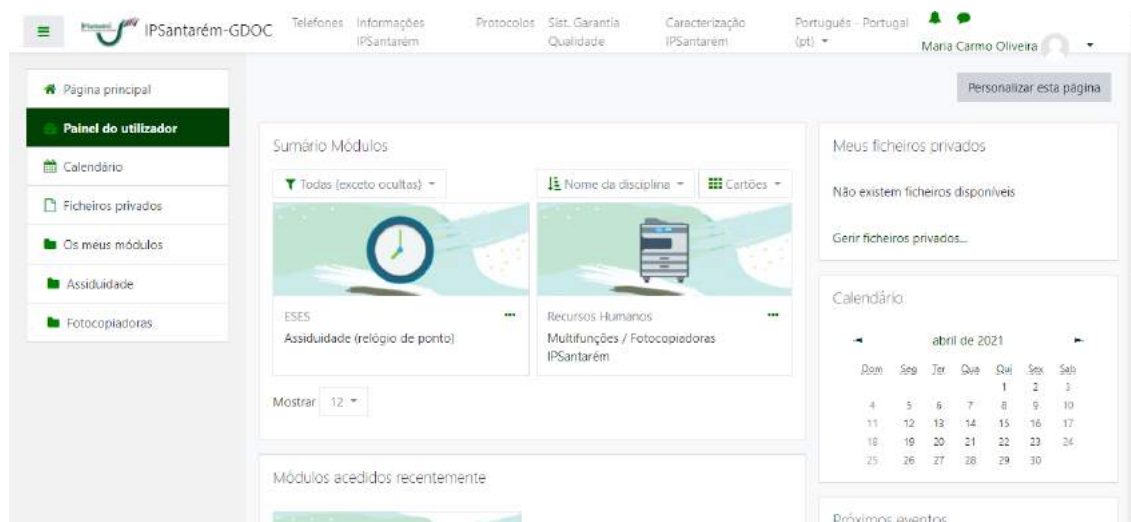 IPSantarém-GDOC
Telefones
Informações
IPSantarém
Protocolos
Sist. Garantia
Qualidade
Caracterização
IPSantarém
Português - Portugal
(pt)
Maria Carmo Oliveira
Página principal
Painel do utilizador
Calendário
Ficheiros privados
Os meus módulos
Assiduidade
Fotocopiadoras
Personalizar esta página
Sumário Módulos
Todas (exceto ocultas)
Nome da disciplina
Cartões
ESES
Assiduidade (relógio de ponto)
Recursos Humanos
Multifunções / Fotocopiadoras
IPSantarém
Mostrar 12
Módulos acedidos recentemente
Meus ficheiros privados
Não existem ficheiros disponíveis
Gerir ficheiros privados...
Calendário
abril de 2021
Dom Seg Ter Qua Qui Sex Sáb
1 2 3
4 5 6 7 8 9 10
11 12 13 14 15 16 17
18 19 20 21 22 23 24
25 26 27 28 29 30
Próximos eventos